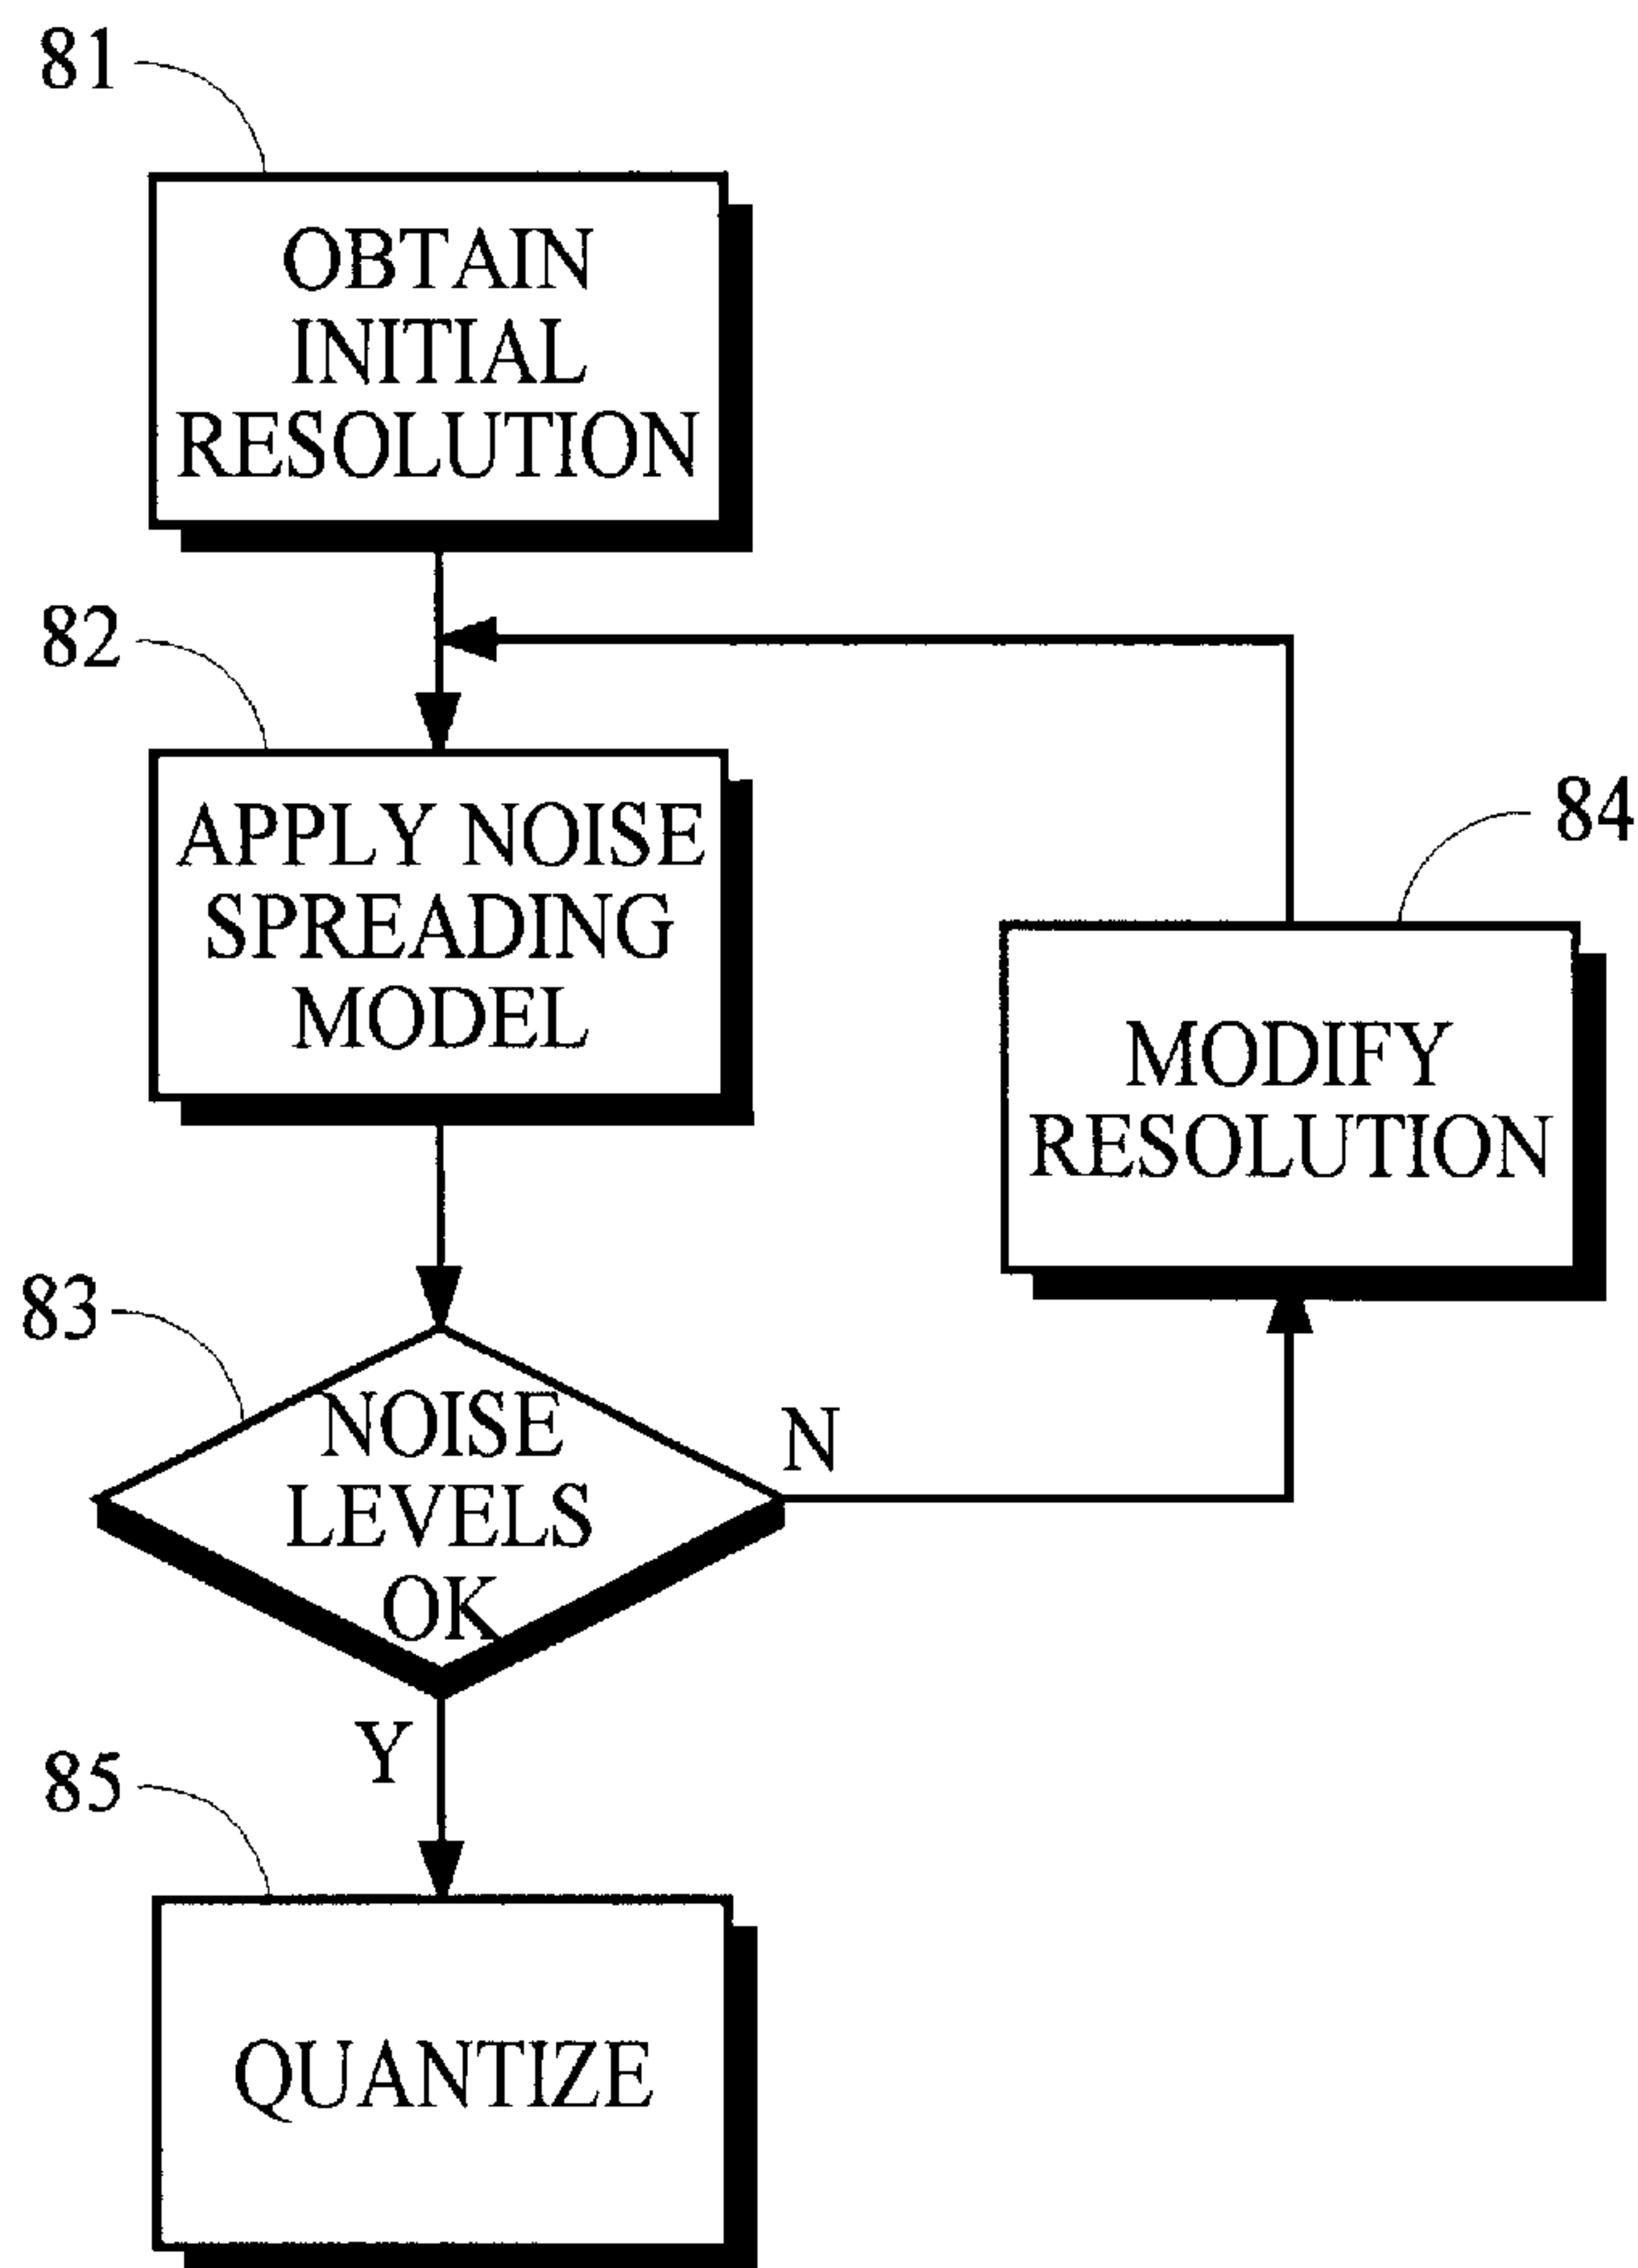 81
OBTAIN
INITIAL
RESOLUTION
82
APPLY NOISE
SPREADING
MODEL
84
MODIFY
RESOLUTION
83
NOISE
LEVELS
OK
N
Y
85
QUANTIZE